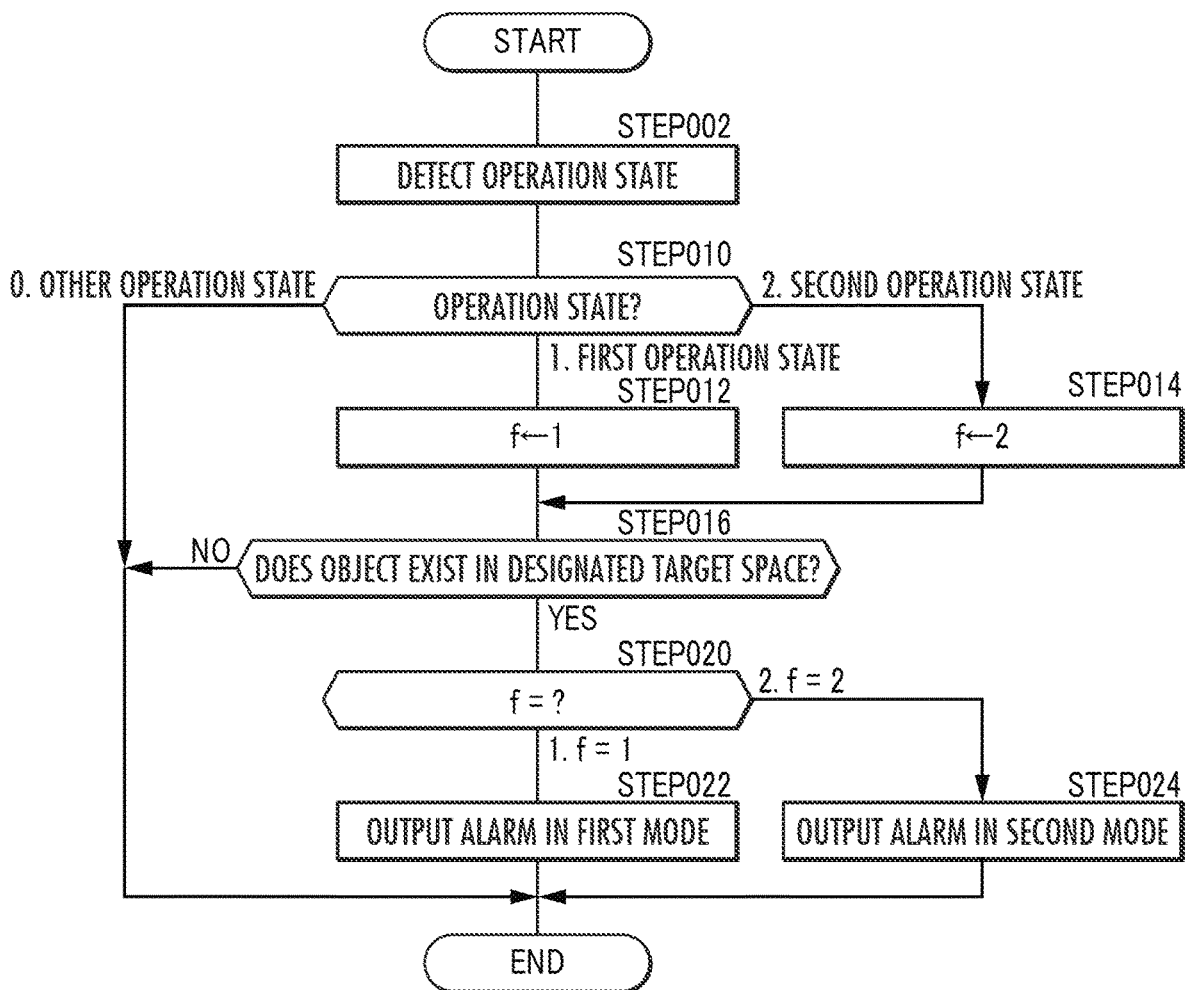 START
STEP002
DETECT OPERATION STATE
STEP010
0. OTHER OPERATION STATE
OPERATION STATE?
2. SECOND OPERATION STATE
1. FIRST OPERATION STATE
STEP012
STEP014
f←1
f←2
STEP016
NO
DOES OBJECT EXIST IN DESIGNATED TARGET SPACE?
YES
STEP020
f = ?
2. f = 2
1. f = 1
STEP022
STEP024
OUTPUT ALARM IN FIRST MODE
OUTPUT ALARM IN SECOND MODE
END